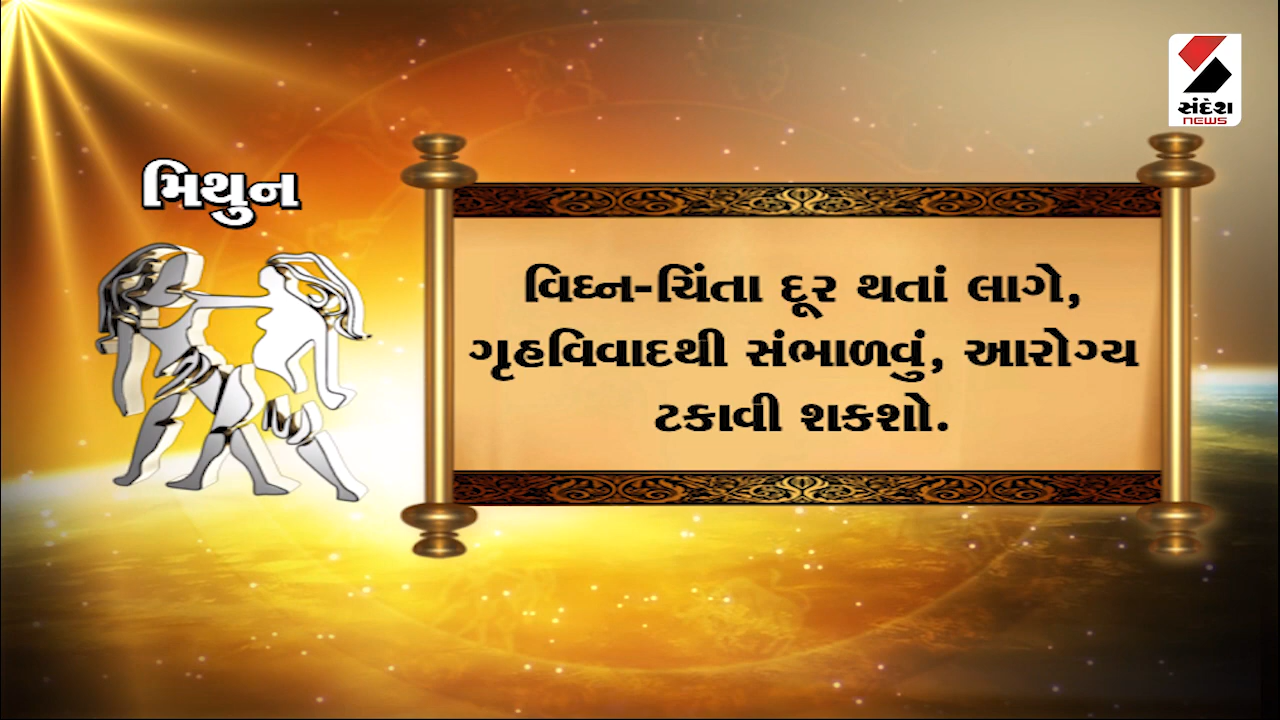 સંદેશ
NEWS
મિથુન
વિઘ્ન-ચિંતા દૂર થતાં લાગે,
ગૃહવિવાદથી સંભાળવું, આરોગ્ય
ટકાવી શકશો.